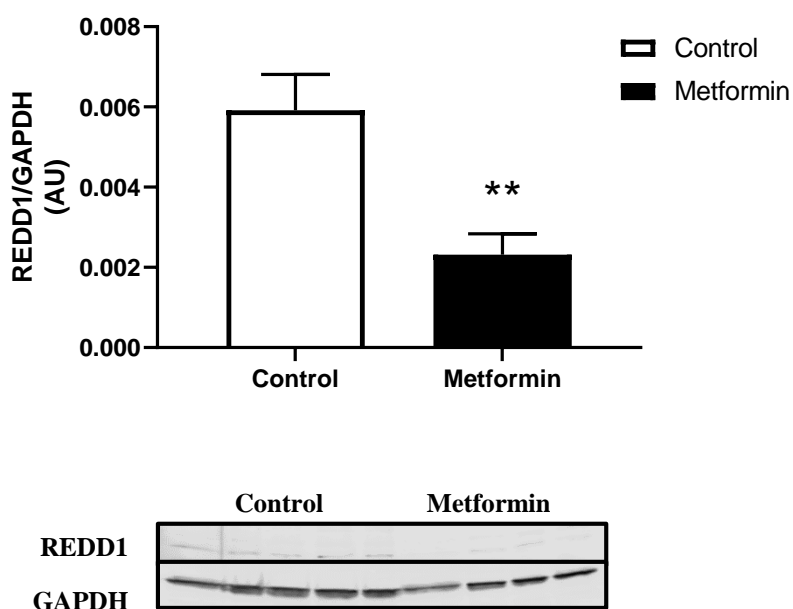 0.008
0.006
0.004
0.002
0.000
REDD1/GAPDH
(AU)
**
Control
Metformin
Control Metformin
Control Metformin
REDD1
GAPDH